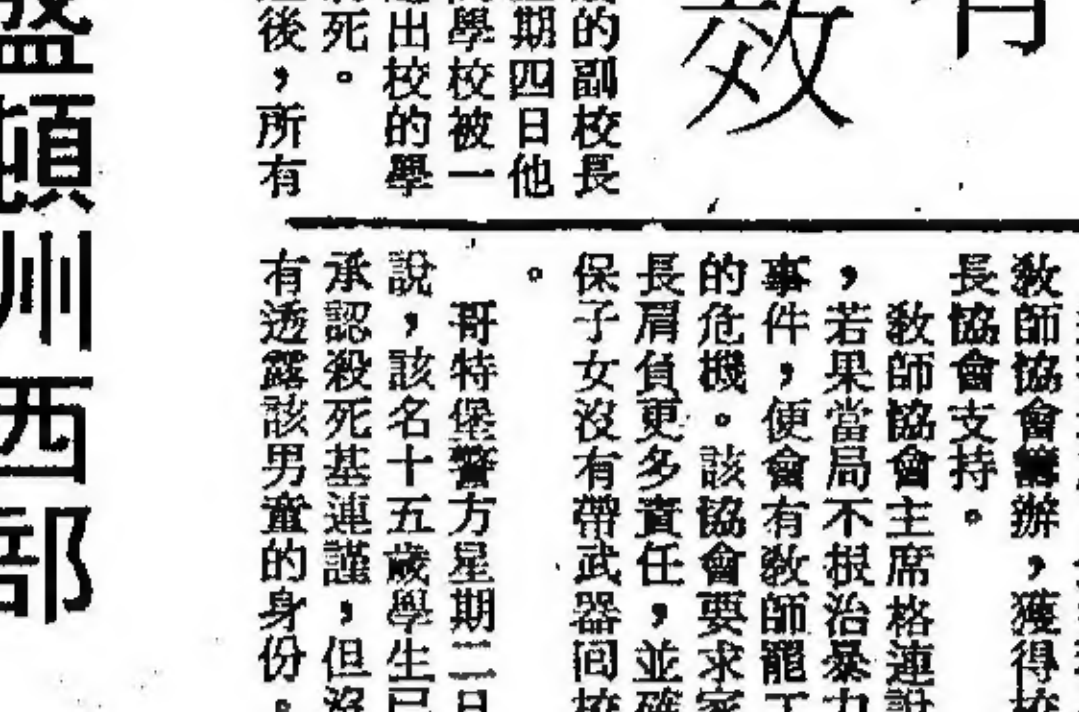 有
效
的副校長
期四日他
學校被一
出校的學
死。
後，所有
教師協會籌辦，獲得校
長協會支持。
教師協會主席格連說
，若果當局不根治暴力
事件，便會有教師罷工
的危機。該協會要求家
長肩負更多責任，並確
保子女沒有帶武器回校
。
哥特堡警方星期二日
說，該名十五歲學生已
承認殺死基連謹，但沒
有透露該男童的身份。
盛頓州西部